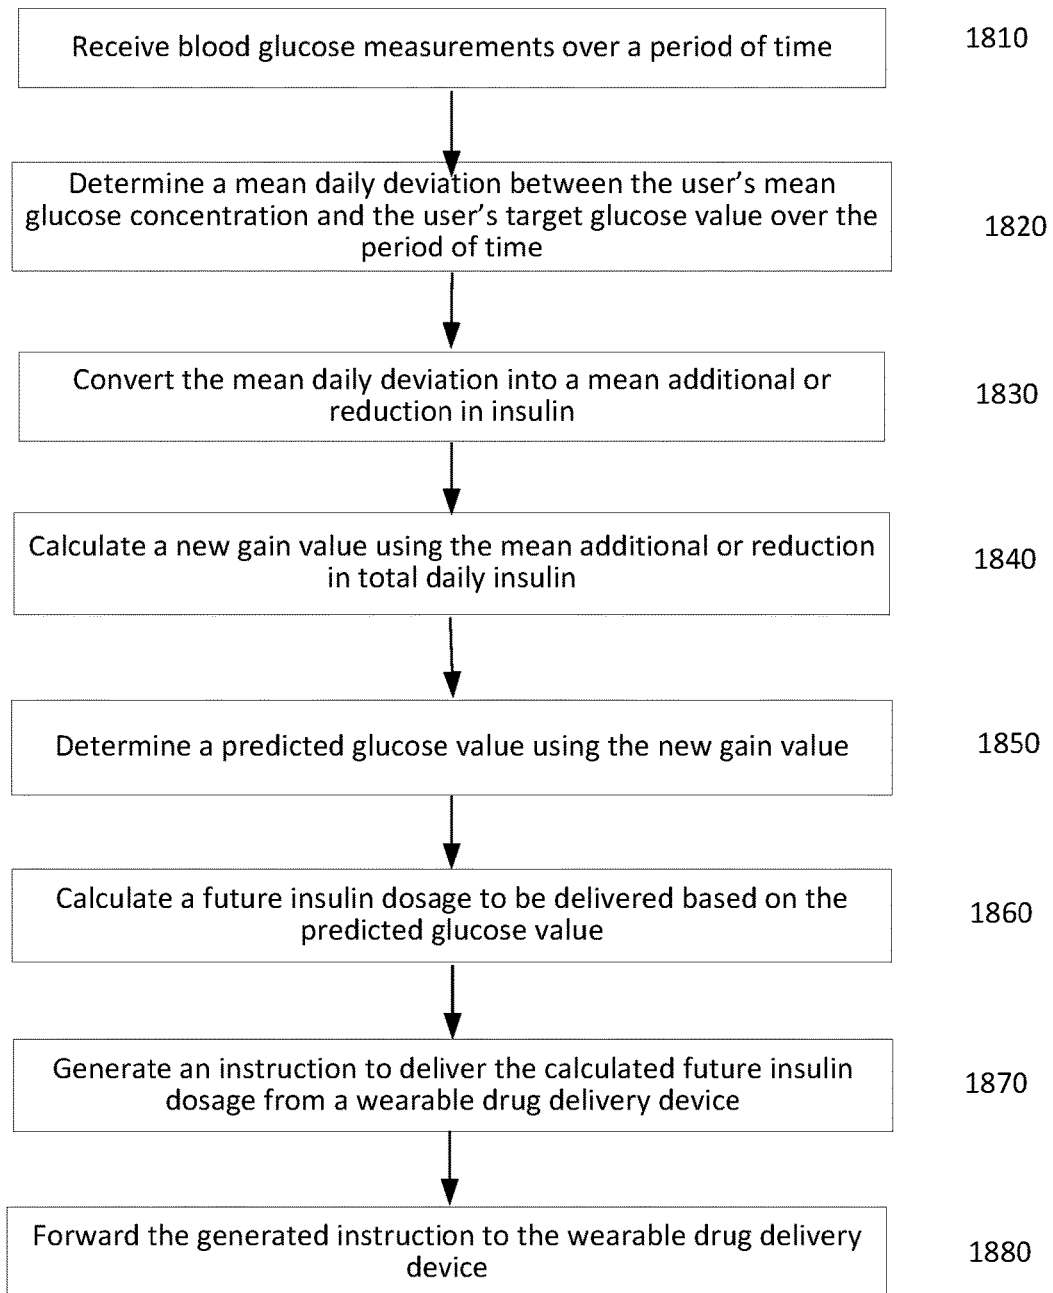 Receive blood glucose measurements over a period of time
1810
Determine a mean daily deviation between the user’s mean
glucose concentration and the user’s target glucose value over the
period of time
1820
Convert the mean daily deviation into a mean additional or
reduction in insulin
1830
Calculate a new gain value using the mean additional or reduction
in total daily insulin
1840
Determine a predicted glucose value using the new gain value
1850
Calculate a future insulin dosage to be delivered based on the
predicted glucose value
1860
Generate an instruction to deliver the calculated future insulin
dosage from a wearable drug delivery device
1870
Forward the generated instruction to the wearable drug delivery
device
1880